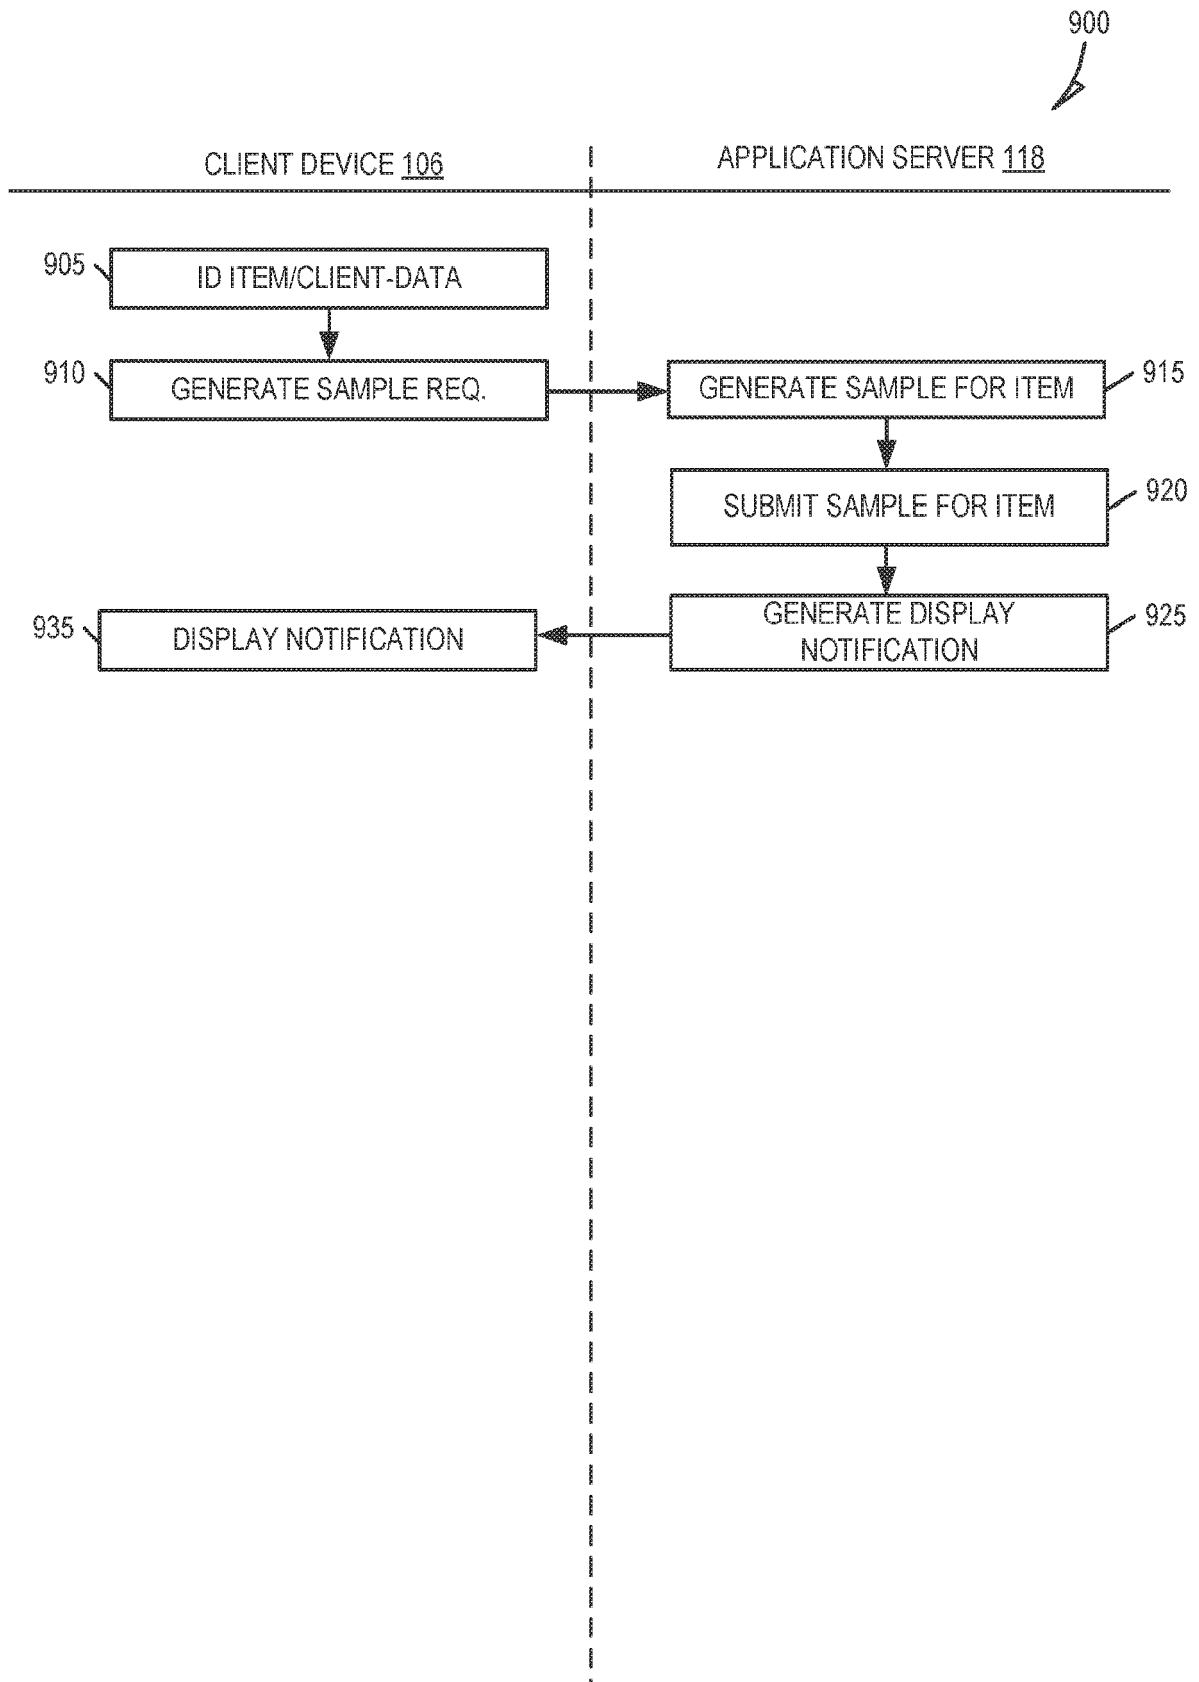 900
CLIENT DEVICE 106
APPLICATION SERVER 118
905
ID ITEM/CLIENT-DATA
910
GENERATE SAMPLE REQ.
GENERATE SAMPLE FOR ITEM
915
SUBMIT SAMPLE FOR ITEM
920
935
DISPLAY NOTIFICATION
GENERATE DISPLAY
NOTIFICATION
925